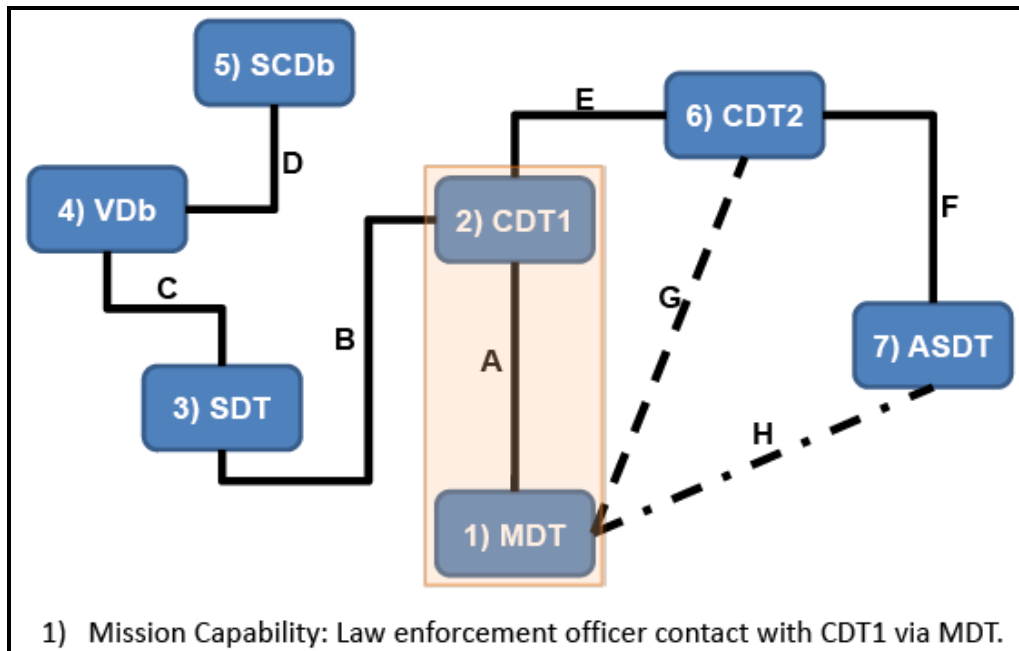 5) SCDb
E
6) CDT2
D
4) VDb
2) CDT1
F
C
G
B
A
7) ASDT
3) SDT
H
1) MDT
1) Mission Capability: Law enforcement officer contact with CDT1 via MDT.